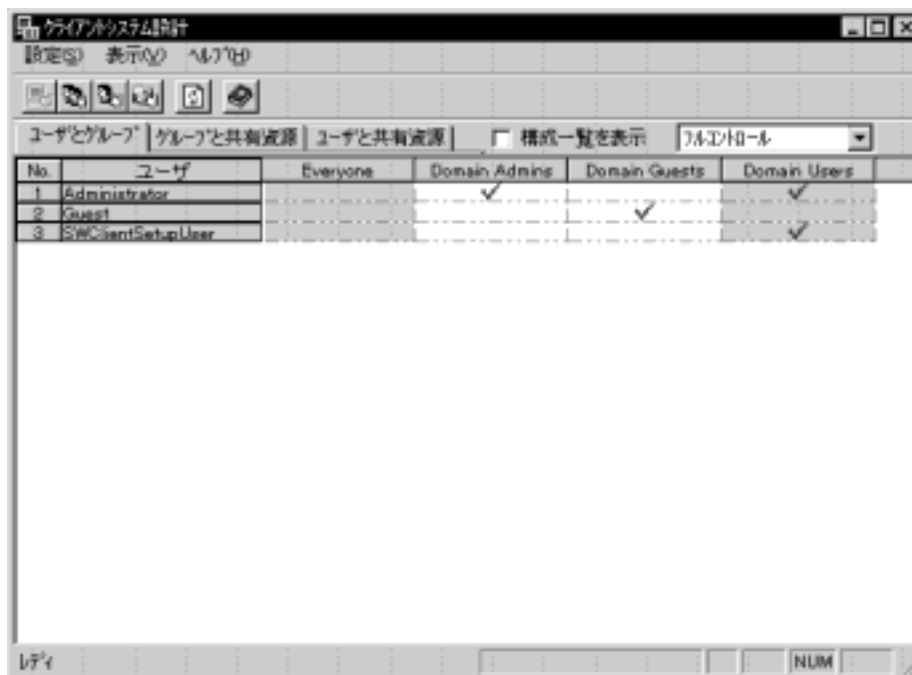 クライアントシステム設計
設定(S) 表示(V) ヘルプ(H)
ユーザとグループ グループと共有資源 ユーザと共有資源 構成一覧を表示 フルコントロール
No. ユーザ Everyone Domain Admins Domain Guests Domain Users
1 Administrator
2 Guest
3 SWClientSetupUser
レディ NUM